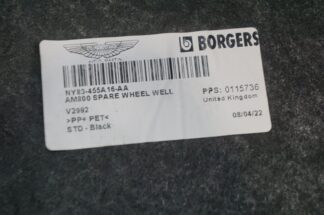 BORGERS
NY83-455A16-AA
AM800 SPARE WHEEL WELL
PPS: 0115736
United Kingdom
V2992
>PP+ PET<
STD - Black
08/04/22